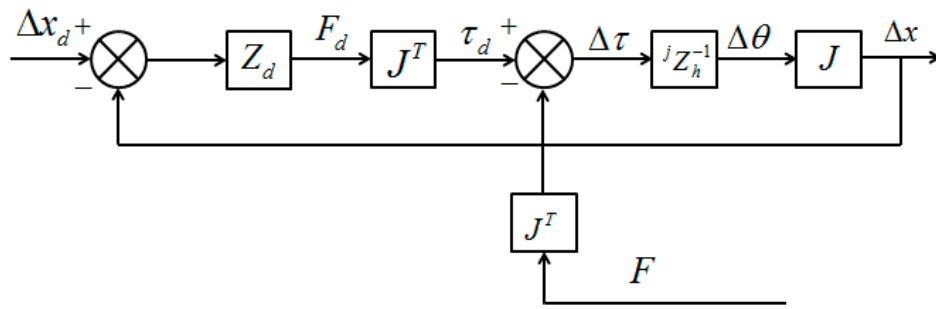 Δx_d + − Z_d F_d J^T τ_d + − Δτ ^jZ_h^{-1} Δθ J Δx
J^T
F